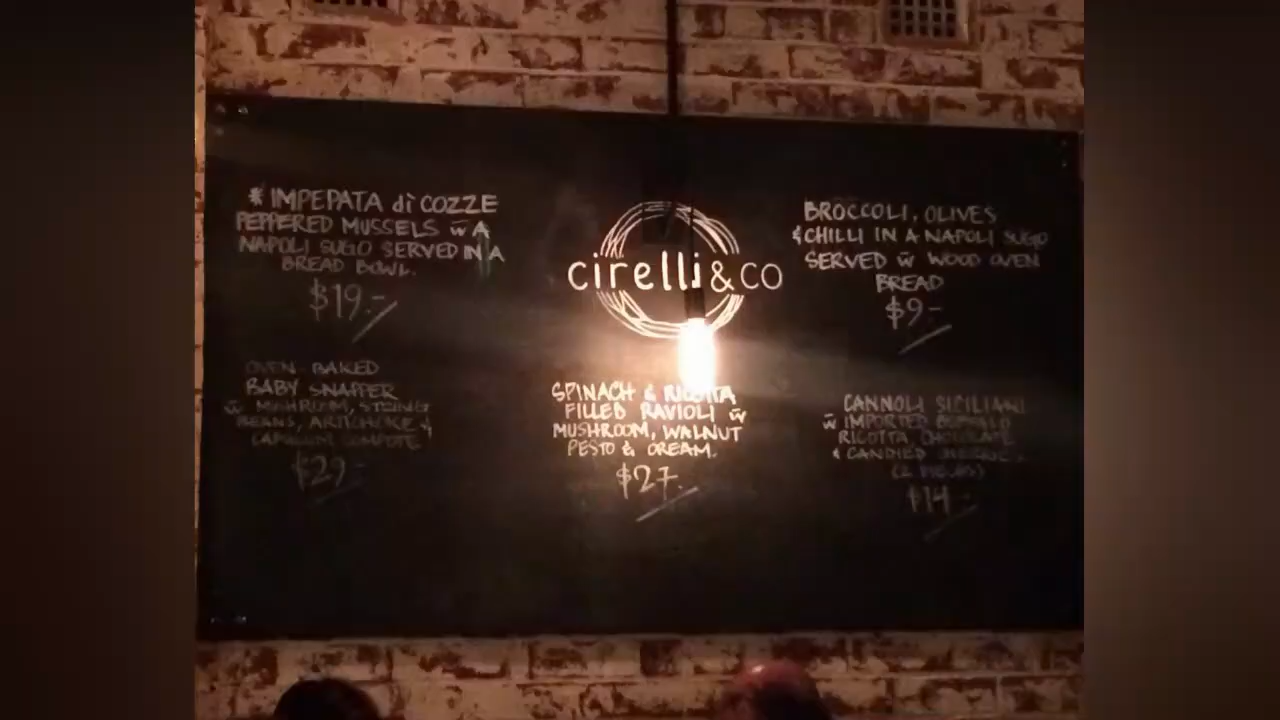 * IMPEPATA di COZZE
PEPPERED MUSSELS w̄ A
NAPOLI SUGO SERVED IN A
BREAD BOWL.
$19.-
OVEN-BAKED
BABY SNAPPER
w̄ MUSHROOM, STRING
BEANS, ARTICHOKE &
CAPSICUM COMPOTE
$29.-
cirelli&co
SPINACH & RICOTTA
FILLED RAVIOLI w̄
MUSHROOM, WALNUT
PESTO & CREAM.
$27.
BROCCOLI, OLIVES
& CHILLI IN A NAPOLI SUGO
SERVED w̄ WOOD OVEN
BREAD
$9-
CANNOLI SICILIANI
w̄ IMPORTED BUFFALO
RICOTTA, CHOCOLATE
& CANDIED
(2 PIECES)
$14.-